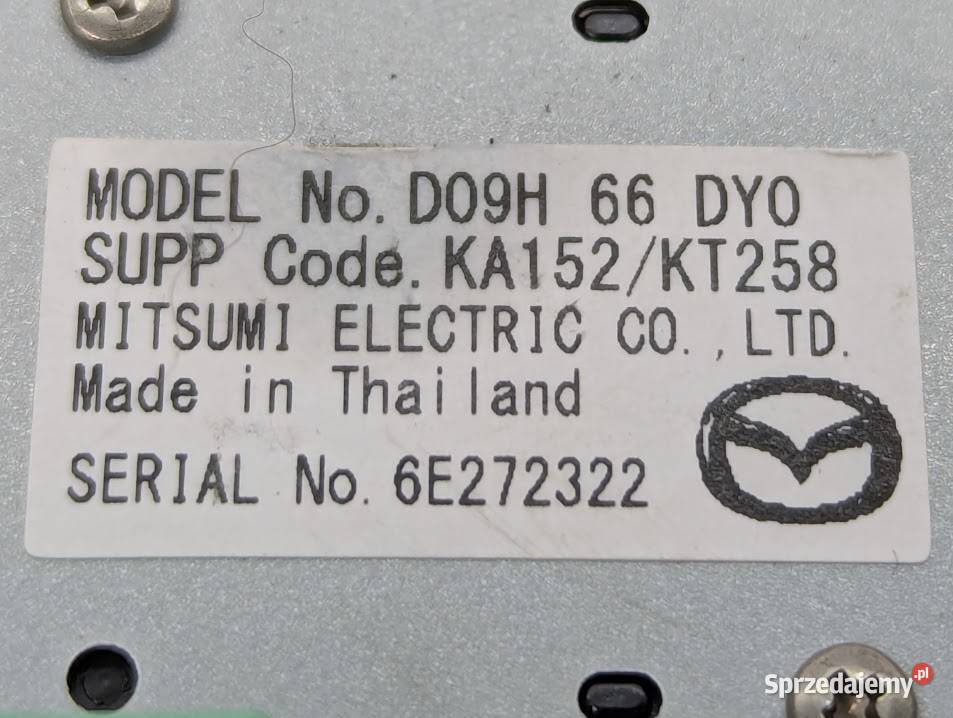 MODEL No. D09H 66 DY0
SUPP Code. KA152/KT258
MITSUMI ELECTRIC CO.,LTD.
Made in Thailand
SERIAL No. 6E272322
Sprzedajemy.pl